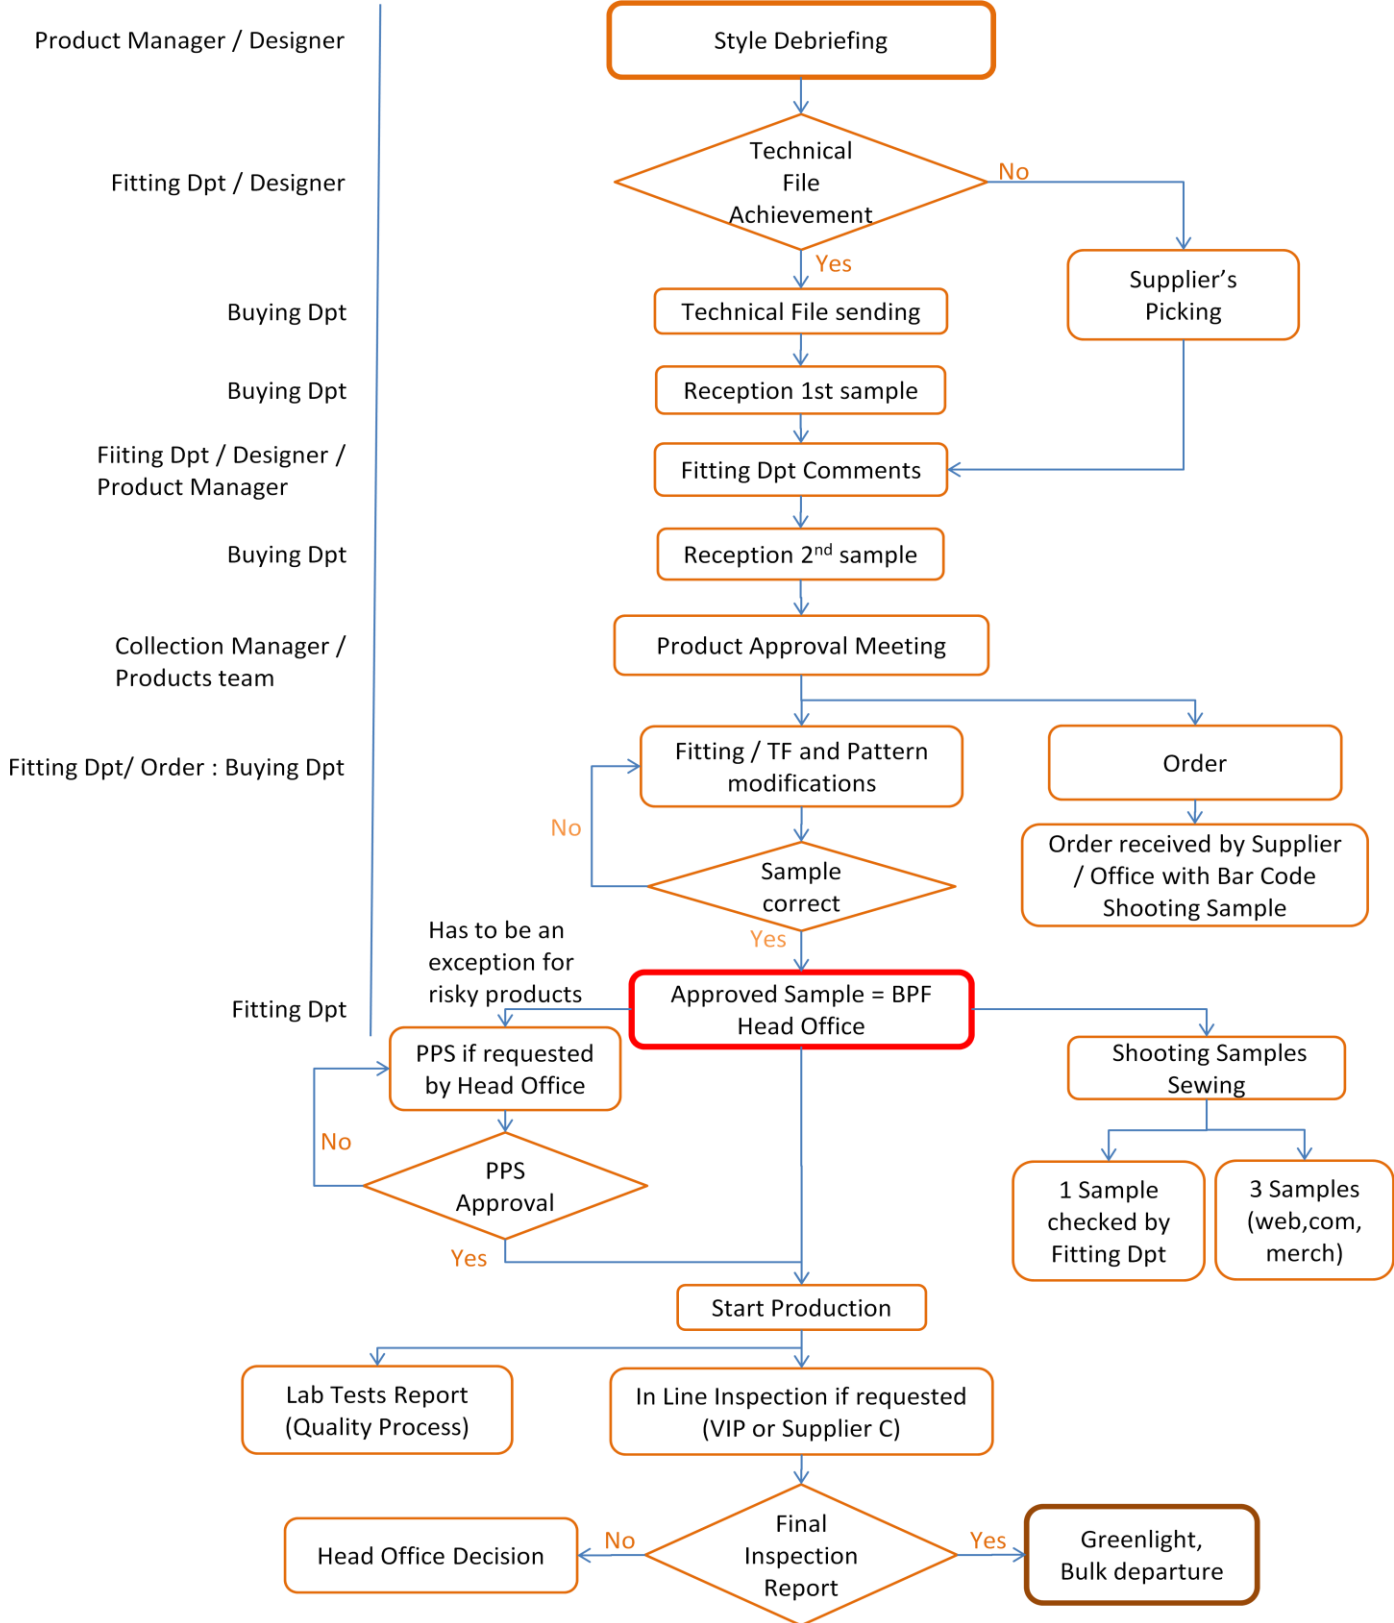 Product Manager / Designer
Style Debriefing
Fitting Dpt / Designer
Technical
File
Achievement
No
Yes
Supplier’s
Picking
Buying Dpt
Technical File sending
Buying Dpt
Reception 1st sample
Fiiting Dpt / Designer /
Product Manager
Fitting Dpt Comments
Buying Dpt
Reception 2nd sample
Collection Manager /
Products team
Product Approval Meeting
Fitting Dpt/ Order : Buying Dpt
Fitting / TF and Pattern
modifications
Order
No
Sample
correct
Order received by Supplier
/ Office with Bar Code
Shooting Sample
Yes
Has to be an
exception for
risky products
Fitting Dpt
Approved Sample = BPF
Head Office
PPS if requested
by Head Office
Shooting Samples
Sewing
No
PPS
Approval
1 Sample
checked by
Fitting Dpt
3 Samples
(web,com,
merch)
Yes
Start Production
Lab Tests Report
(Quality Process)
In Line Inspection if requested
(VIP or Supplier C)
Head Office Decision
No
Final
Inspection
Report
Yes
Greenlight,
Bulk departure